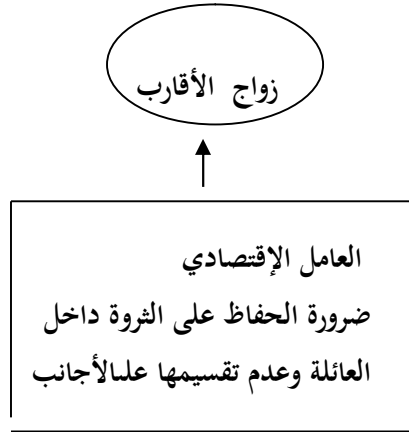 زواج الأقارب
العامل الإقتصادي
ضرورة الحفاظ على الثروة داخل
العائلة وعدم تقسيمها علىالأجانب